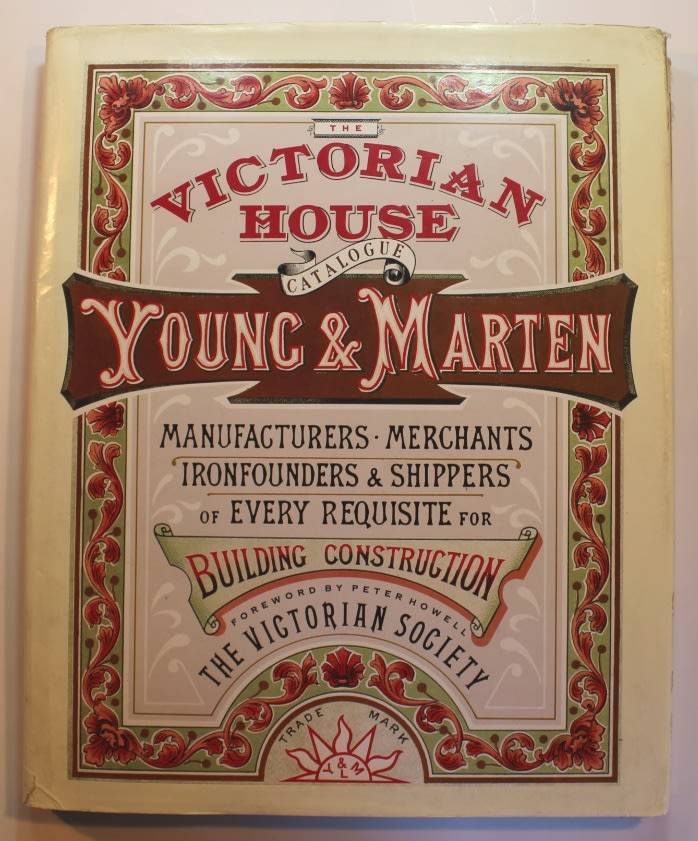 THE
VICTORIAN
HOUSE
CATALOGUE
YOUNG & MARTEN
MANUFACTURERS · MERCHANTS
IRONFOUNDERS & SHIPPERS
OF EVERY REQUISITE FOR
BUILDING CONSTRUCTION
FOREWORD BY PETER HOWELL
THE VICTORIAN SOCIETY
TRADE MARK
Y & M
L